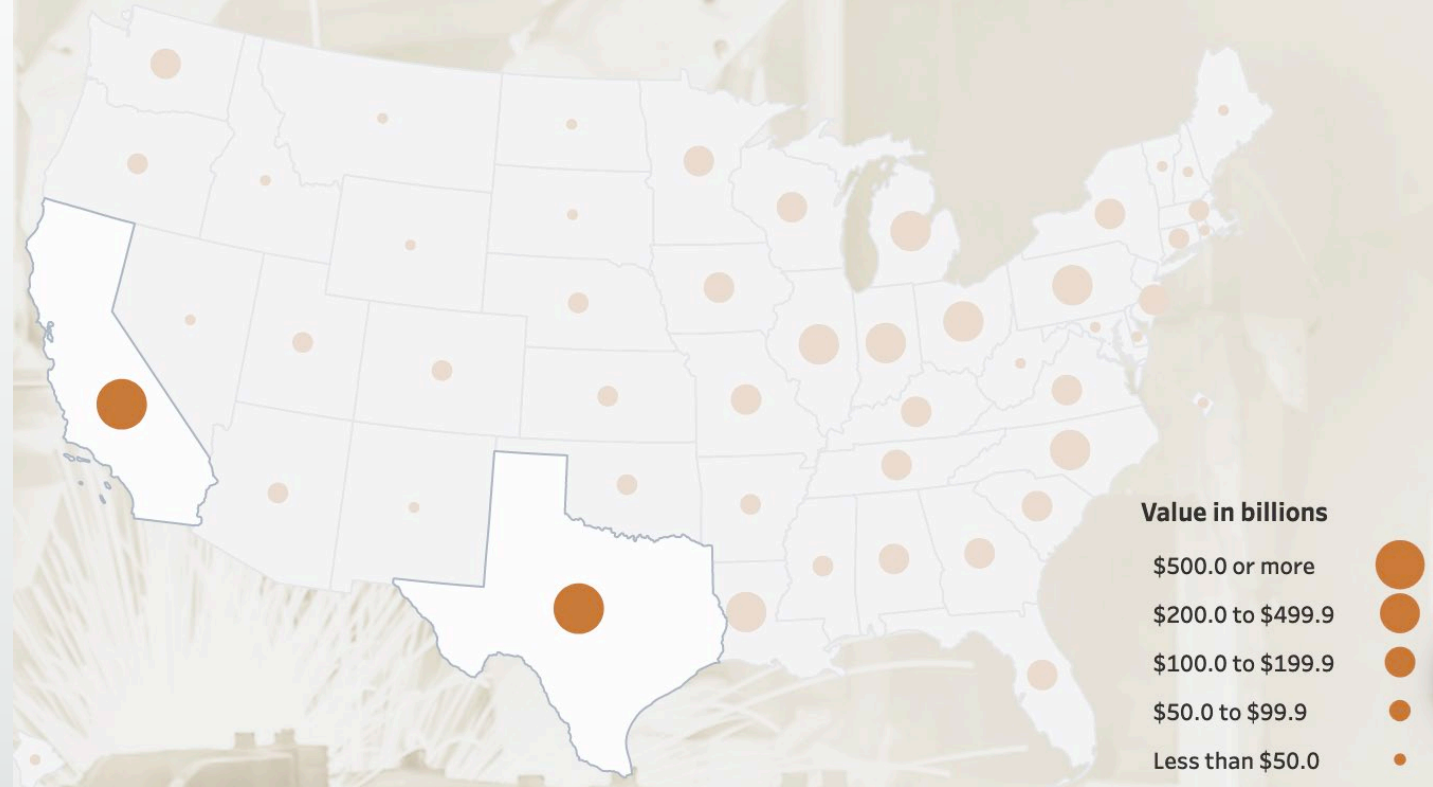 Value in billions
$500.0 or more
$200.0 to $499.9
$100.0 to $199.9
$50.0 to $99.9
Less than $50.0